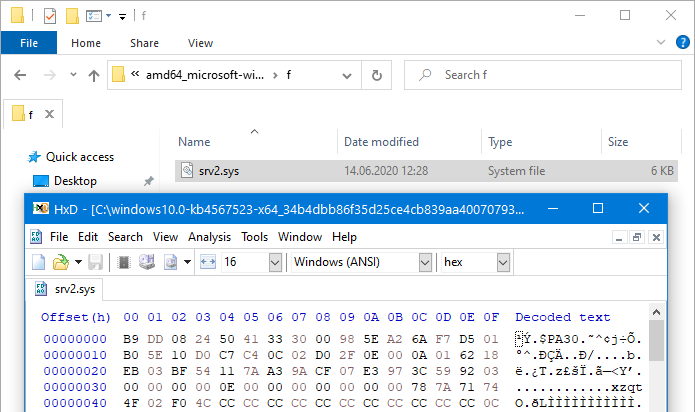 f
File Home Share View
« amd64_microsoft-wi... › f
Search f
f
Quick access
Desktop
Name Date modified Type Size
srv2.sys 14.06.2020 12:28 System file 6 KB
HxD - [C:\windows10.0-kb4567523-x64_34b4dbb86f35d25ce4cb839aa40070793...
File Edit Search View Analysis Tools Window Help
16 Windows (ANSI) hex
srv2.sys
Offset(h) 00 01 02 03 04 05 06 07 08 09 0A 0B 0C 0D 0E 0F Decoded text
00000000 B9 DD 08 24 50 41 33 30 00 98 5E A2 6A F7 D5 01 ¹Ý.$PA30.˜^¢j÷Õ.
00000010 B0 5E 10 D0 C7 C4 0C 02 D0 2F 0E 00 0A 01 62 18 °^.ÐÇÄ..Ð/....b.
00000020 EB 03 BF 54 11 7A A3 9A CF 07 E3 97 3C 59 92 03 ë.¿T.z£šÏ.ã—<Y’.
00000030 00 00 00 00 0E 00 00 00 00 00 00 00 78 7A 71 74 ............xzqt
00000040 4F 02 F0 4C CC CC CC CC CC CC CC CC CC CC CC 0C O.ðLÌÌÌÌÌÌÌÌÌÌÌ.